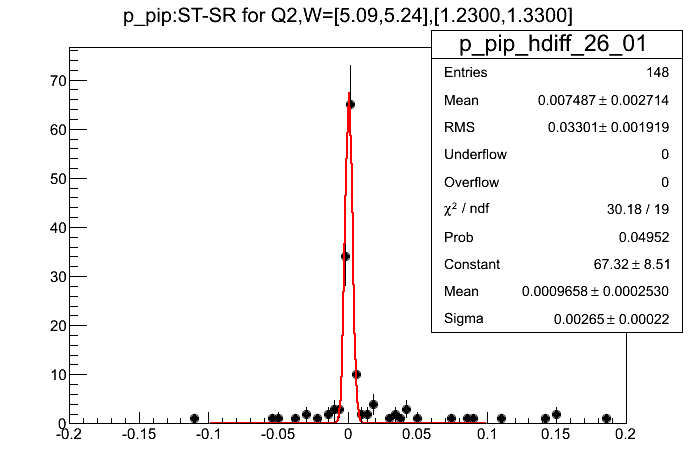 p_pip:ST-SR for Q2,W=[5.09,5.24],[1.2300,1.3300]
p_pip_hdiff_26_01
Entries 148
Mean 0.007487 ± 0.002714
RMS 0.03301 ± 0.001919
Underflow 0
Overflow 0
χ² / ndf 30.18 / 19
Prob 0.04952
Constant 67.32 ± 8.51
Mean 0.0009658 ± 0.0002530
Sigma 0.00265 ± 0.00022
70
60
50
40
30
20
10
0
-0.2 -0.15 -0.1 -0.05 0 0.05 0.1 0.15 0.2